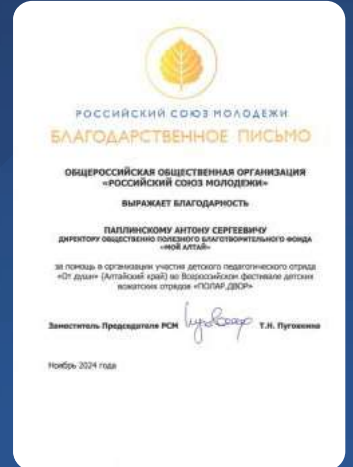 РОССИЙСКИЙ СОЮЗ МОЛОДЕЖИ
БЛАГОДАРСТВЕННОЕ ПИСЬМО
ОБЩЕРОССИЙСКАЯ ОБЩЕСТВЕННАЯ ОРГАНИЗАЦИЯ
«РОССИЙСКИЙ СОЮЗ МОЛОДЕЖИ»
ВЫРАЖАЕТ БЛАГОДАРНОСТЬ
ПАПЛИНСКОМУ АНТОНУ СЕРГЕЕВИЧУ
ДИРЕКТОРУ ОБЩЕСТВЕННО ПОЛЕЗНОГО БЛАГОТВОРИТЕЛЬНОГО ФОНДА
«МОЙ АЛТАЙ»
за помощь в организации участия детского педагогического отряда
«От души» (Алтайский край) во Всероссийском фестивале детских
вожатских отрядов «ПОЛАР.ДВОР»
Заместитель Председателя РСМ Т.Н. Пуговкина
Ноябрь 2024 года